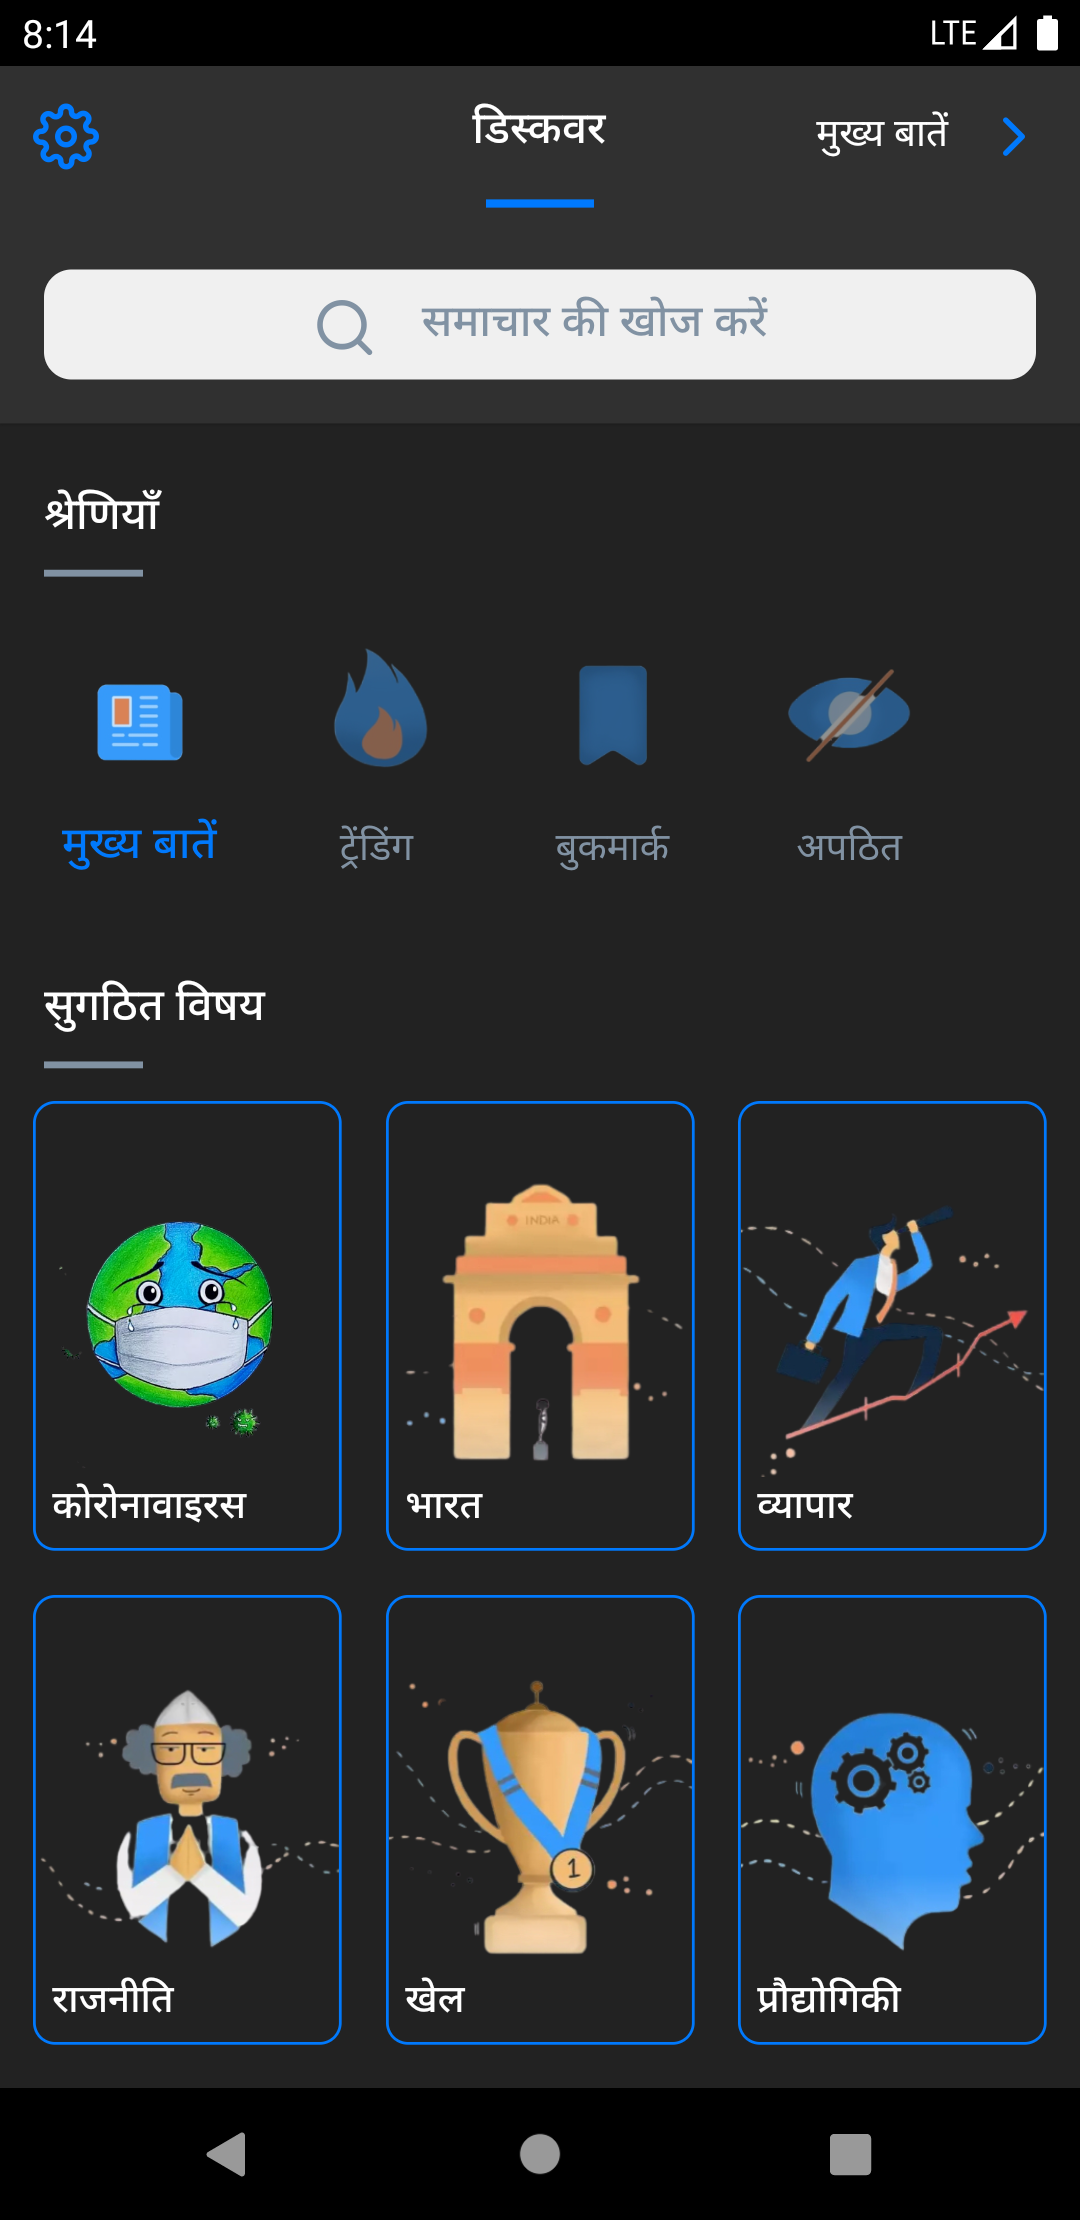 8:14
LTE
डिस्कवर
मुख्य बातें
समाचार की खोज करें
श्रेणियाँ
मुख्य बातें
ट्रेंडिंग
बुकमार्क
अपठित
सुगठित विषय
INDIA
कोरोनावाइरस
भारत
व्यापार
1
राजनीति
खेल
प्रौद्योगिकी